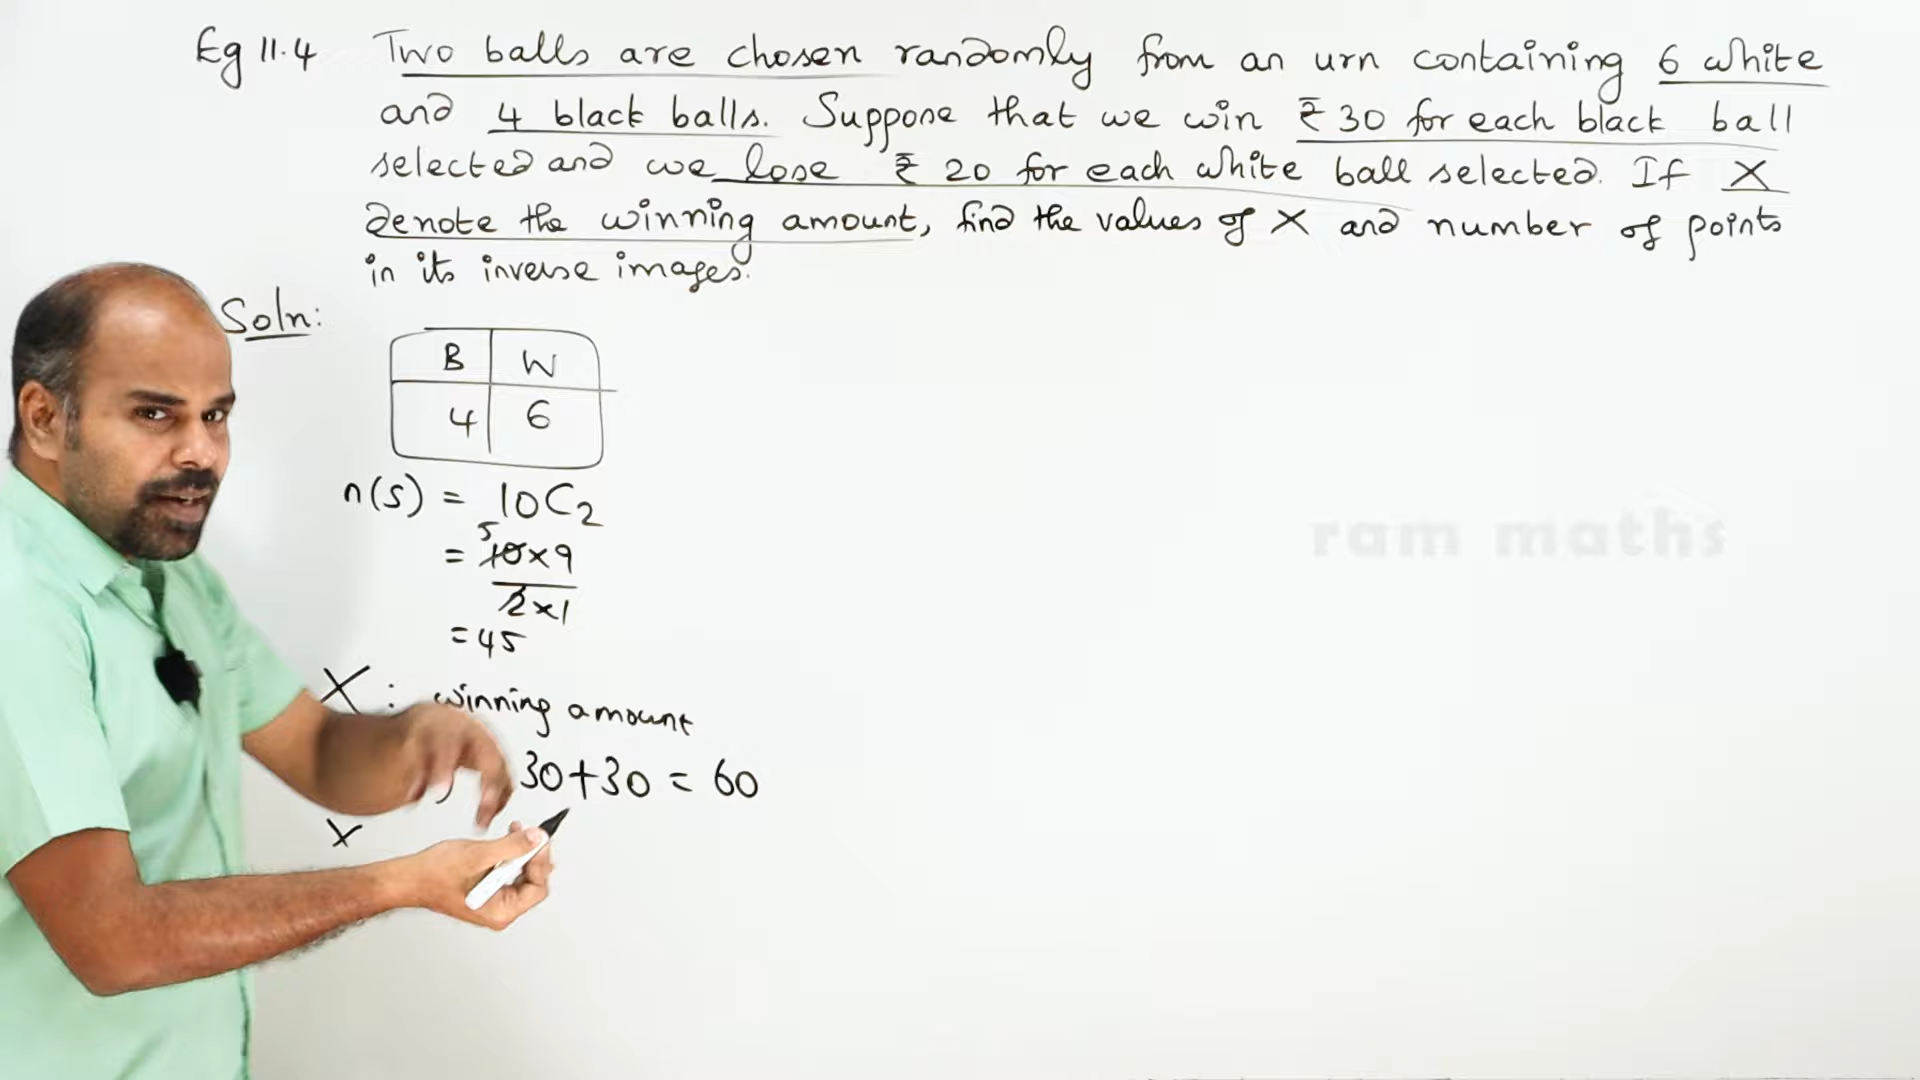 Eg 11.4 Two balls are chosen randomly from an urn containing 6 white
and 4 black balls. Suppose that we win ₹ 30 for each black ball
selected and we lose ₹ 20 for each white ball selected. If X
denote the winning amount, find the values of X and number of points
in its inverse images.
Soln:
B W
4 6
n(S) = 10C2
5
= 10×9
2×1
= 45
X : winning amount
30+30 = 60
X
ram maths